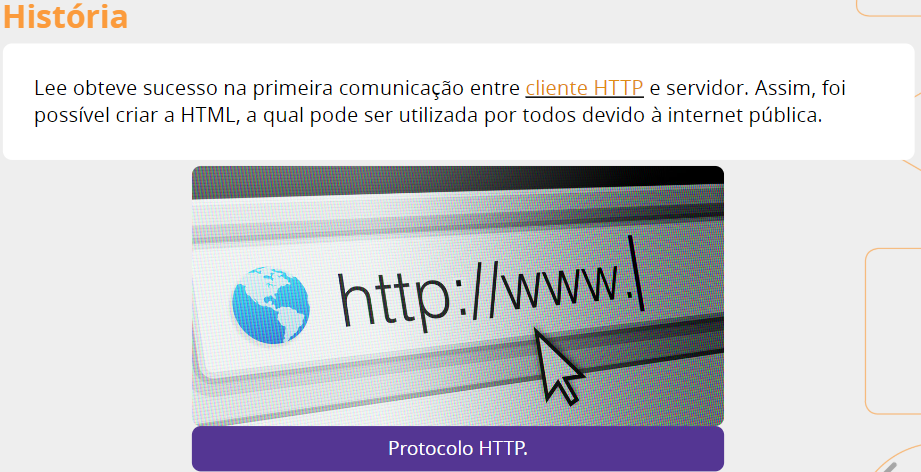 História
Lee obteve sucesso na primeira comunicação entre cliente HTTP e servidor. Assim, foi
possível criar a HTML, a qual pode ser utilizada por todos devido à internet pública.
http://www.
Protocolo HTTP.